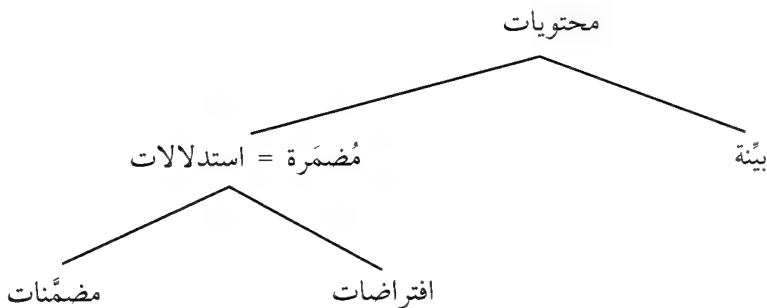 محتويات
بيِّنة
مُضمَرة = استدلالات
افتراضات
مضمَّنات